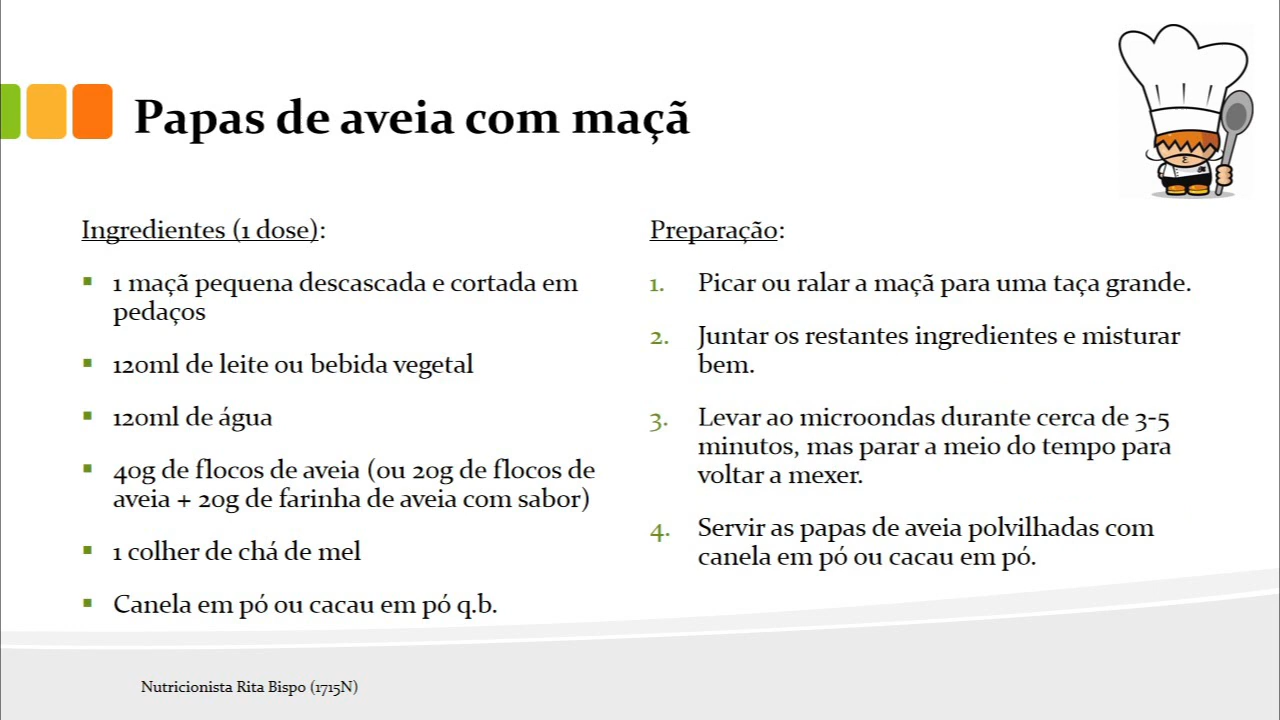 Papas de aveia com maçã
Ingredientes (1 dose):
▪ 1 maçã pequena descascada e cortada em
pedaços
▪ 120ml de leite ou bebida vegetal
▪ 120ml de água
▪ 40g de flocos de aveia (ou 20g de flocos de
aveia + 20g de farinha de aveia com sabor)
▪ 1 colher de chá de mel
▪ Canela em pó ou cacau em pó q.b.
Preparação:
1. Picar ou ralar a maçã para uma taça grande.
2. Juntar os restantes ingredientes e misturar
bem.
3. Levar ao microondas durante cerca de 3-5
minutos, mas parar a meio do tempo para
voltar a mexer.
4. Servir as papas de aveia polvilhadas com
canela em pó ou cacau em pó.
Nutricionista Rita Bispo (1715N)